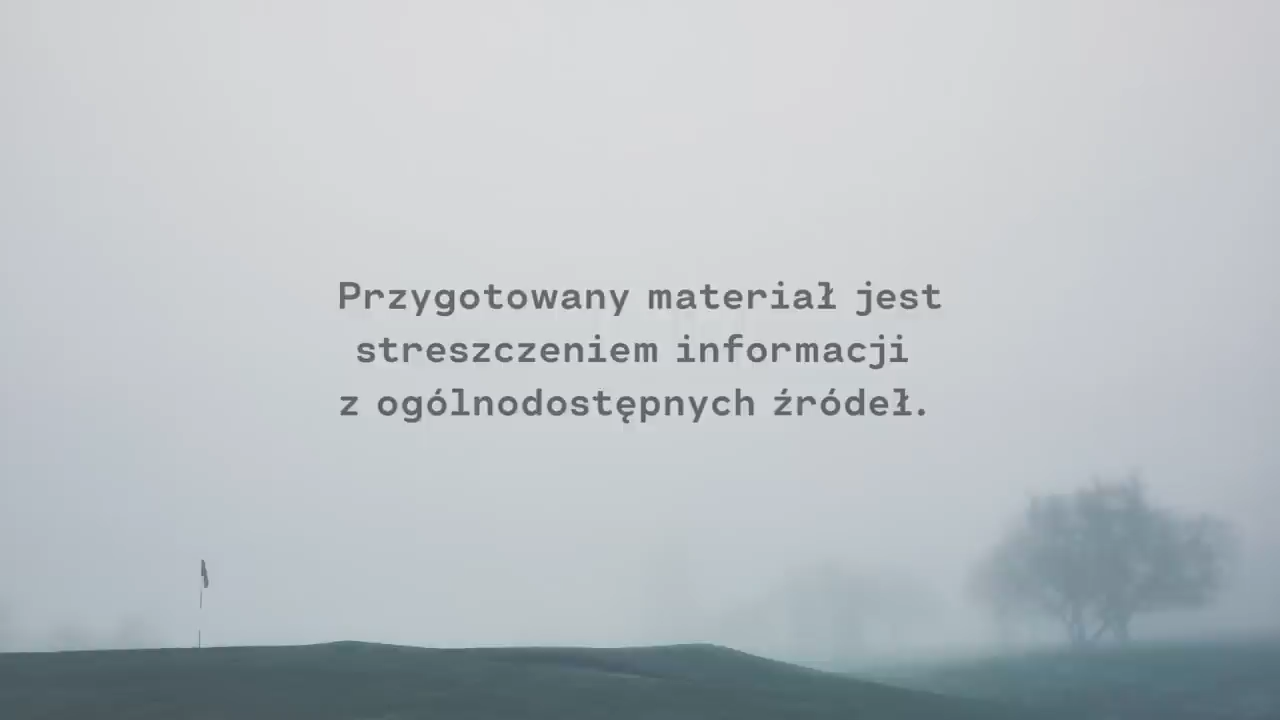 Przygotowany materiał jest
streszczeniem informacji
z ogólnodostępnych źródeł.